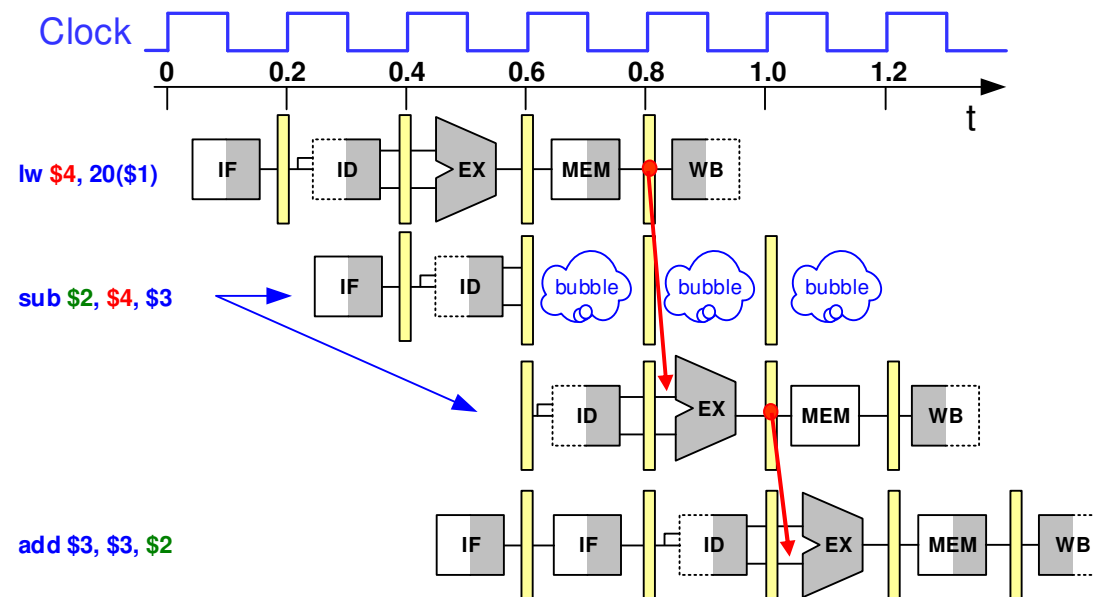 Clock
0 0.2 0.4 0.6 0.8 1.0 1.2
t
lw $4, 20($1) IF ID EX MEM WB
sub $2, $4, $3 IF ID bubble bubble bubble
ID EX MEM WB
add $3, $3, $2 IF IF ID EX MEM WB